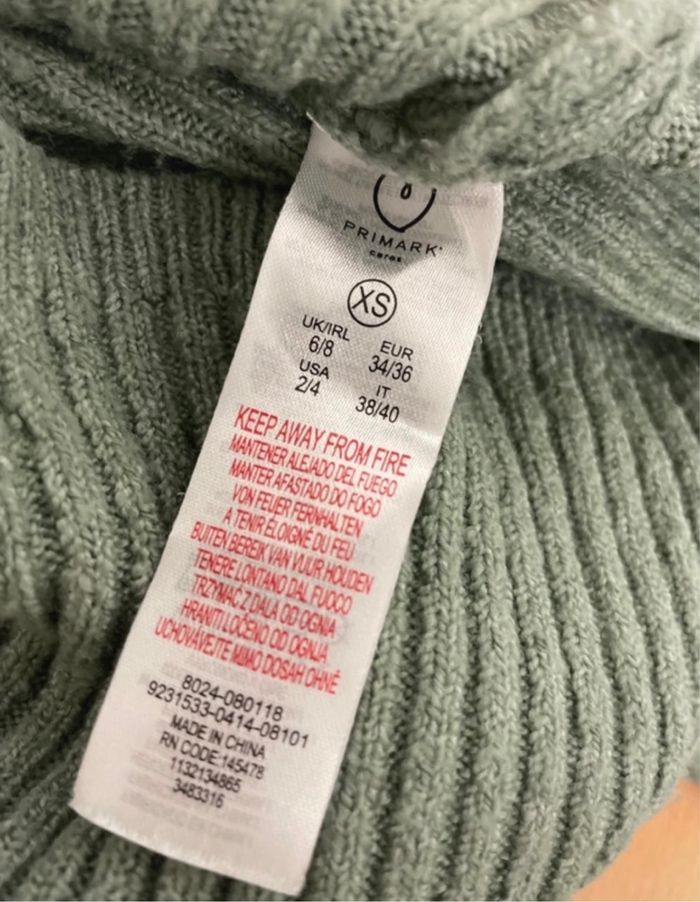 PRIMARK®
cares
XS
UK/IRL
6/8
EUR
34/36
USA
2/4
IT
38/40
KEEP AWAY FROM FIRE
MANTENER ALEJADO DEL FUEGO
MANTER AFASTADO DO FOGO
VON FEUER FERNHALTEN
A TENIR ÉLOIGNÉ DU FEU
BUITEN BEREIK VAN VUUR HOUDEN
TENERE LONTANO DAL FUOCO
TRZYMAC Z DALA OD OGNIA
HRANITI LOČENO OD OGNJA
UCHOVÁVEJTE MIMO DOSAH OHNĚ
8024-080118
9231533-0414-08101
MADE IN CHINA
RN CODE:145478
1132134865
3483316